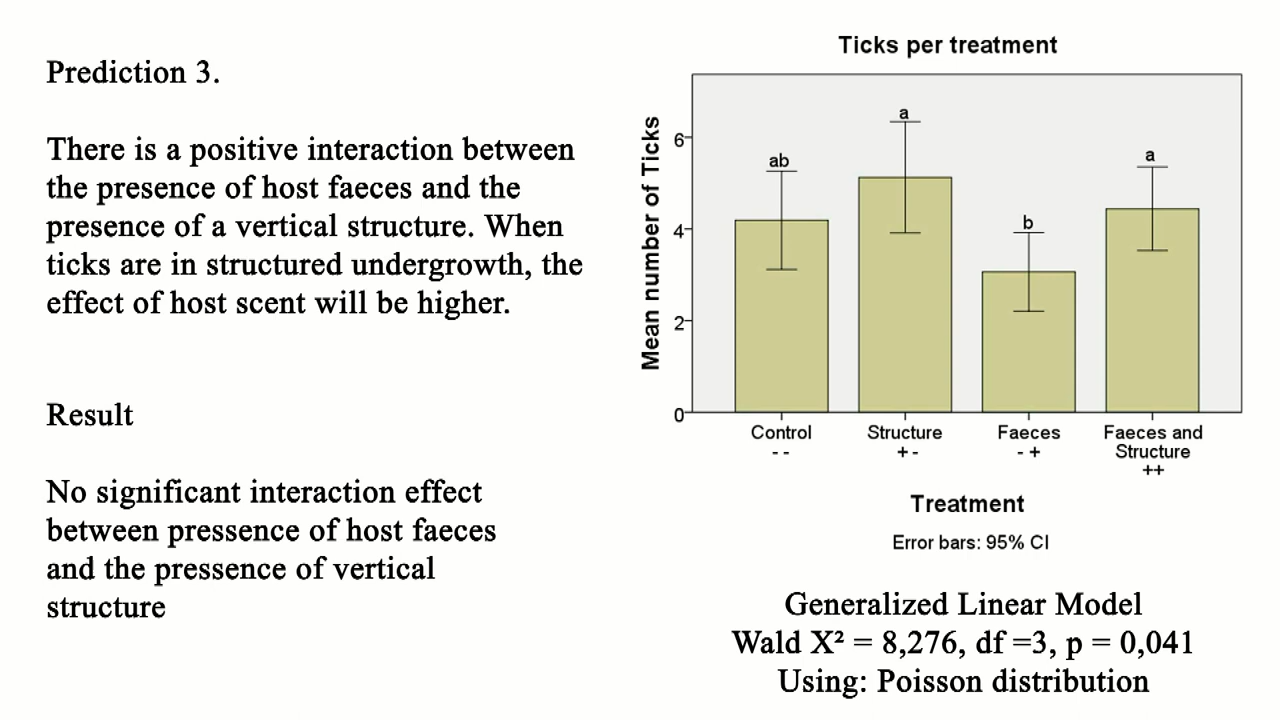 Prediction 3.
There is a positive interaction between
the presence of host faeces and the
presence of a vertical structure. When
ticks are in structured undergrowth, the
effect of host scent will be higher.
Result
No significant interaction effect
between pressence of host faeces
and the pressence of vertical
structure
Ticks per treatment
Mean number of Ticks
6
4
2
0
ab
a
b
a
Control
- -
Structure
+ -
Faeces
- +
Faeces and
Structure
++
Treatment
Error bars: 95% CI
Generalized Linear Model
Wald X² = 8,276, df =3, p = 0,041
Using: Poisson distribution